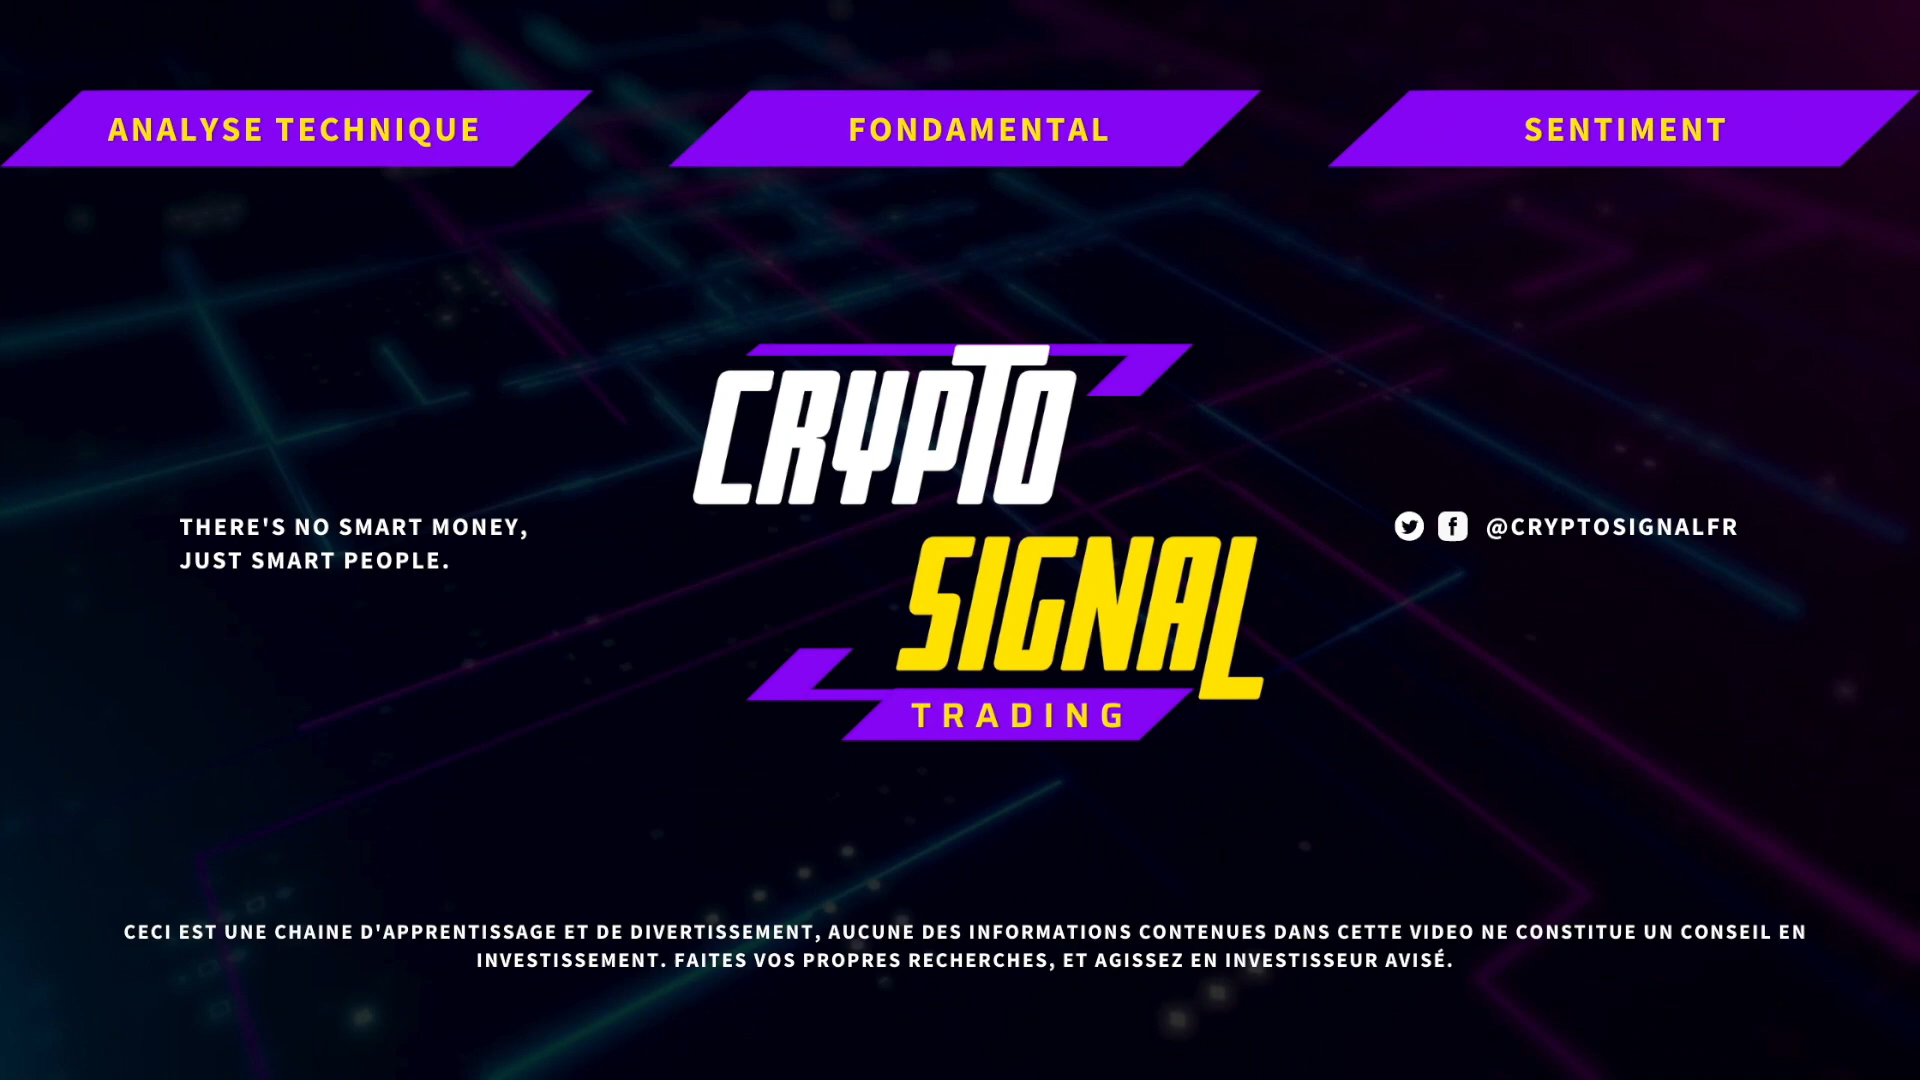 ANALYSE TECHNIQUE
FONDAMENTAL
SENTIMENT
CRYPTO
SIGNAL
TRADING
THERE'S NO SMART MONEY,
JUST SMART PEOPLE.
@CRYPTOSIGNALFR
CECI EST UNE CHAINE D'APPRENTISSAGE ET DE DIVERTISSEMENT, AUCUNE DES INFORMATIONS CONTENUES DANS CETTE VIDEO NE CONSTITUE UN CONSEIL EN
INVESTISSEMENT. FAITES VOS PROPRES RECHERCHES, ET AGISSEZ EN INVESTISSEUR AVISÉ.